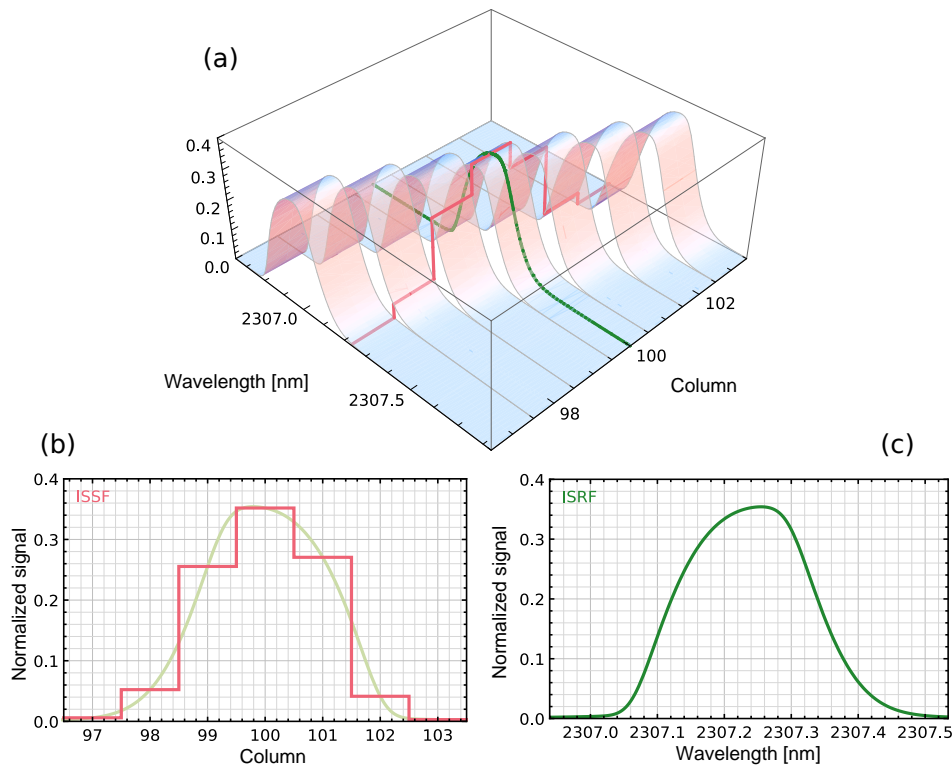 (a)
0.4
0.3
0.2
0.1
0.0
2307.0
2307.5
Wavelength [nm]
98
100
102
Column
(b)
0.4
0.3
0.2
0.1
0.0
Normalized signal
ISSF
97 98 99 100 101 102 103
Column
(c)
0.4
0.3
0.2
0.1
0.0
Normalized signal
ISRF
2307.0 2307.1 2307.2 2307.3 2307.4 2307.5
Wavelength [nm]